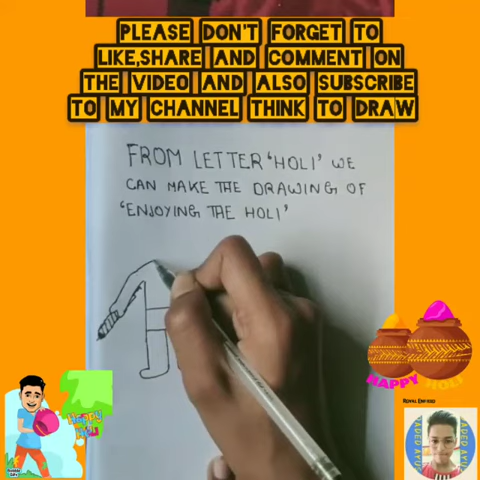 PLEASE DON'T FORGET TO
LIKE,SHARE AND COMMENT ON
THE VIDEO AND ALSO SUBSCRIBE
TO MY CHANNEL THINK TO DRAW
FROM LETTER 'HOLI' WE
CAN MAKE THE DRAWING OF
'ENJOYING THE HOLI'
HAPPY HOLI